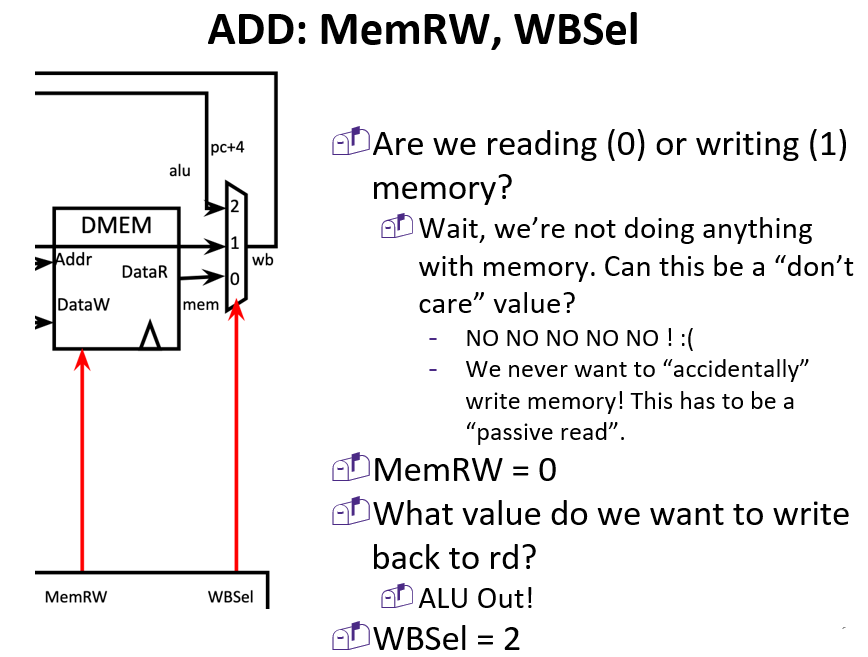 ADD: MemRW, WBSel
pc+4
alu
2
DMEM
1
wb
Addr
DataR
0
DataW
mem
MemRW
WBSel
Are we reading (0) or writing (1)
memory?
Wait, we’re not doing anything
with memory. Can this be a “don’t
care” value?
- NO NO NO NO NO ! :(
- We never want to “accidentally”
write memory! This has to be a
“passive read”.
MemRW = 0
What value do we want to write
back to rd?
ALU Out!
WBSel = 2